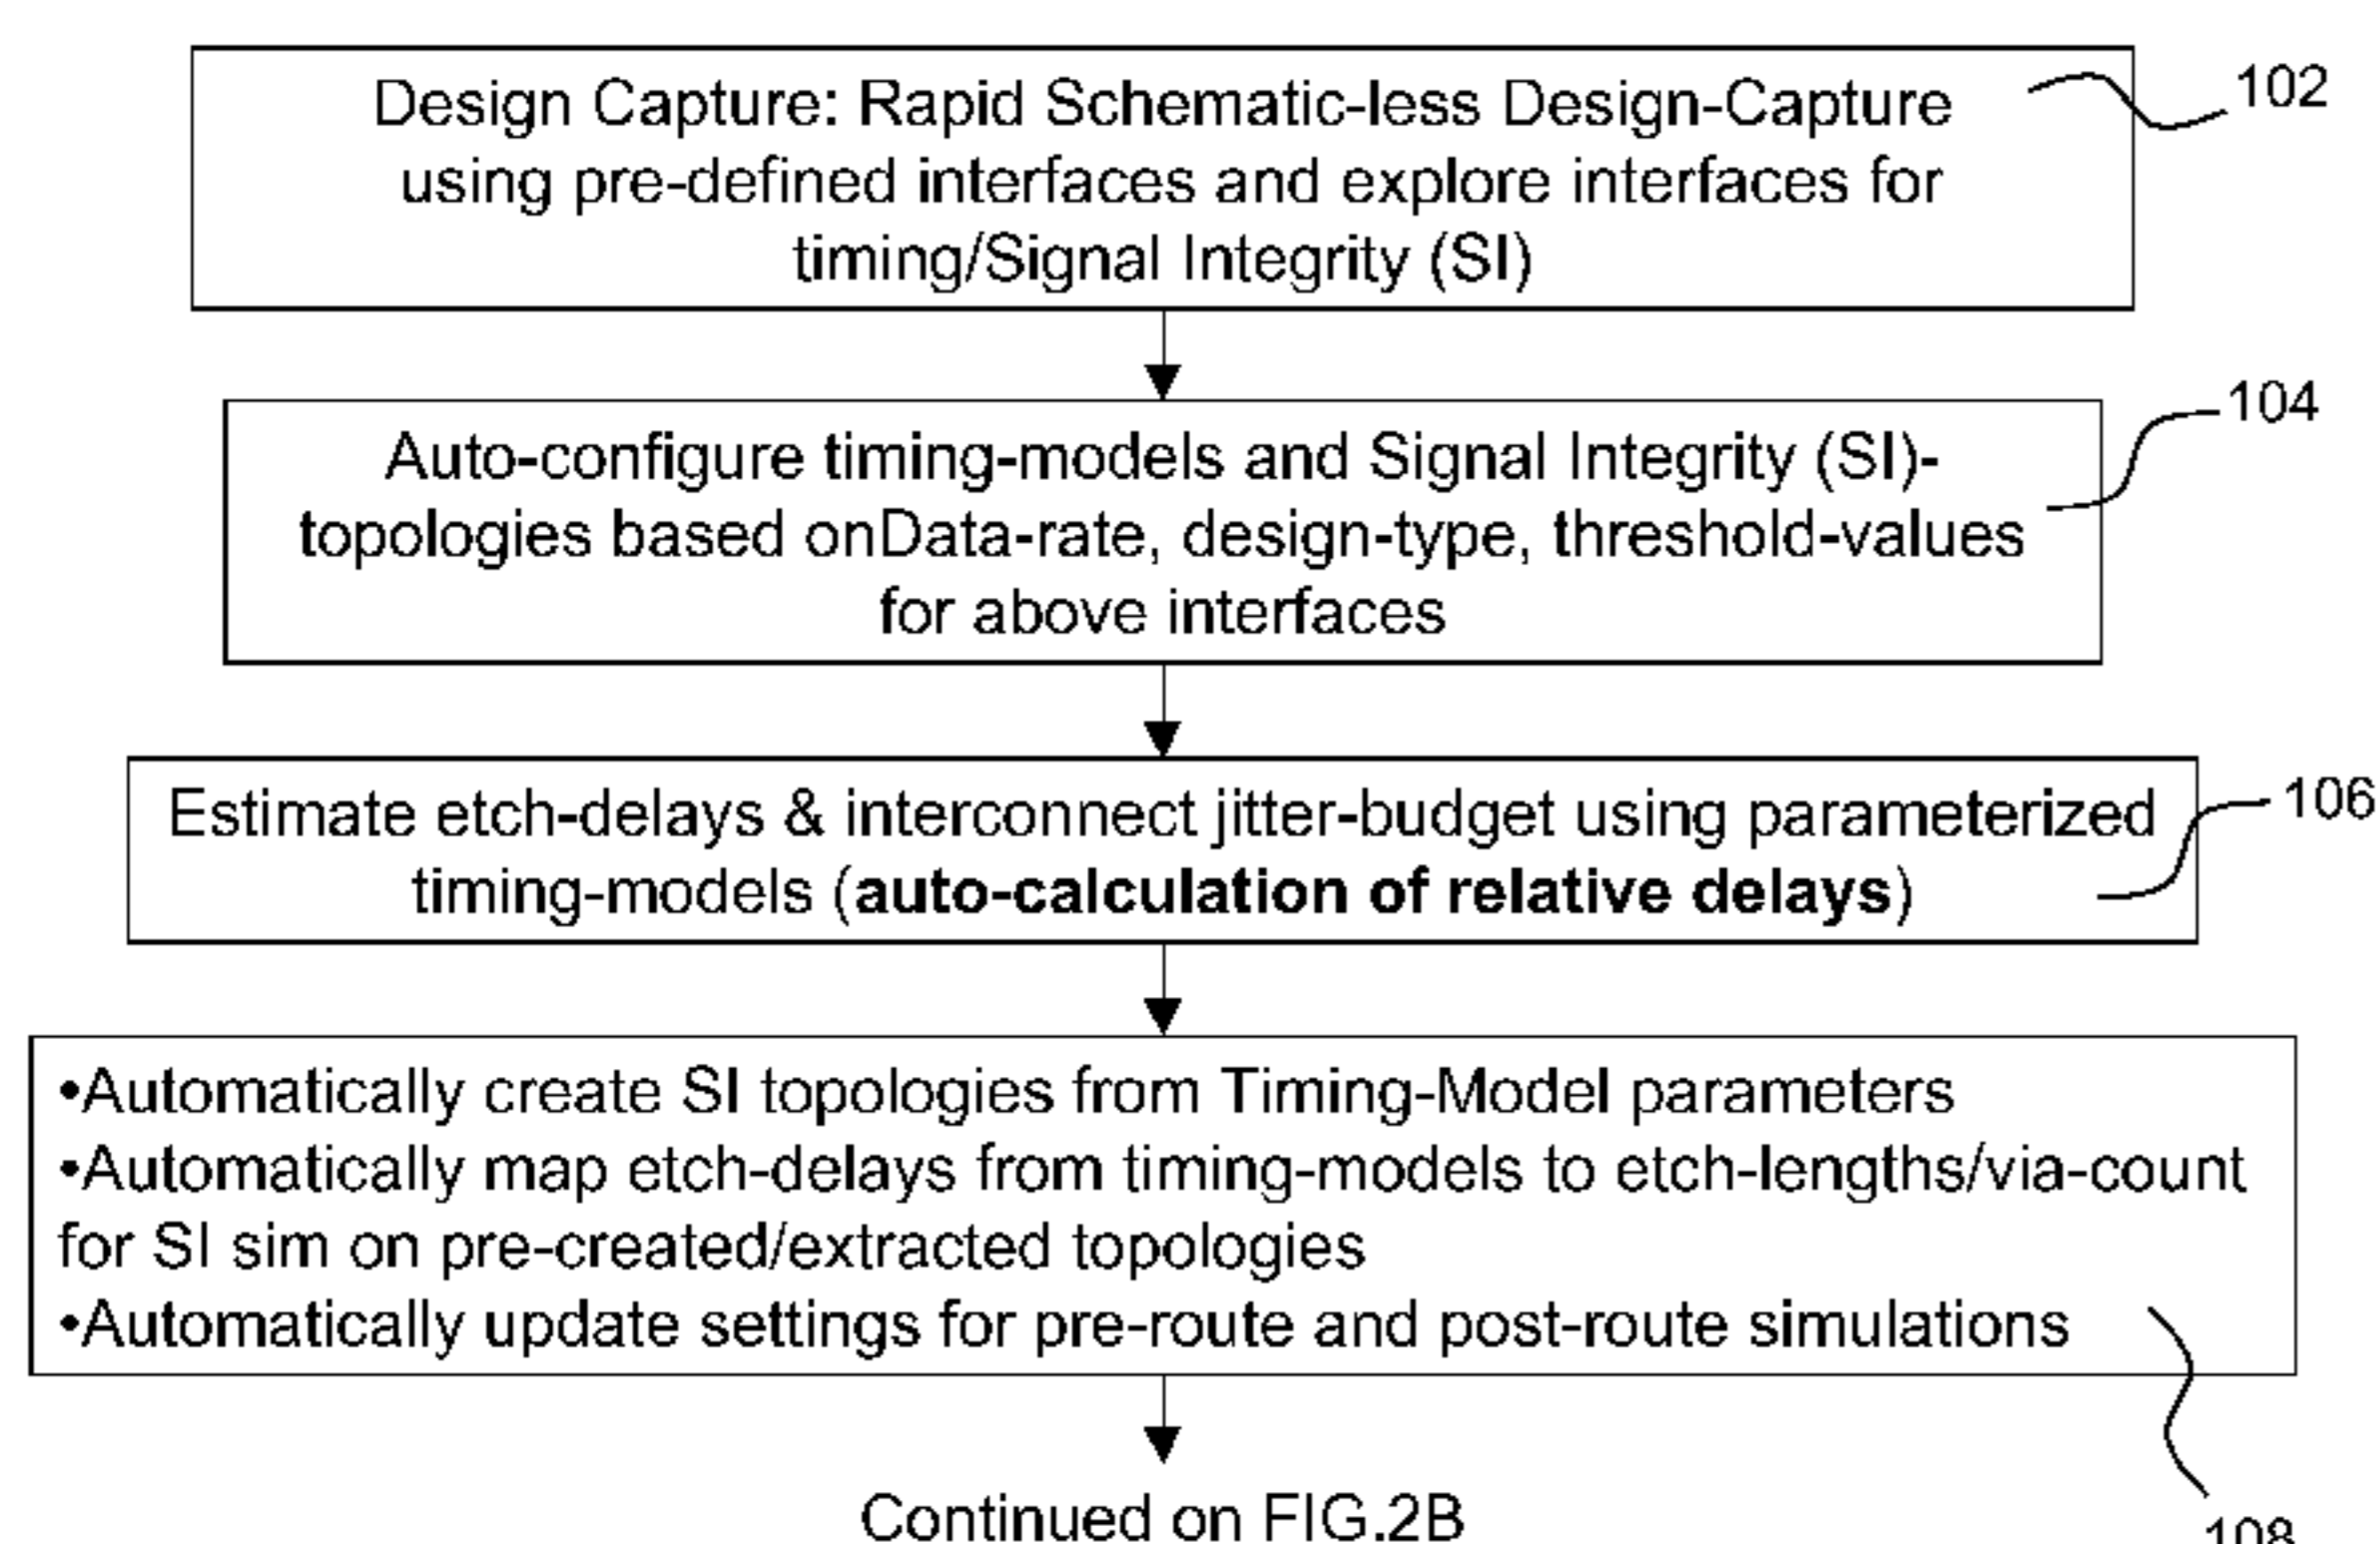 Design Capture: Rapid Schematic-less Design-Capture
using pre-defined interfaces and explore interfaces for
timing/Signal Integrity (SI)
102
Auto-configure timing-models and Signal Integrity (SI)-
topologies based onData-rate, design-type, threshold-values
for above interfaces
104
Estimate etch-delays & interconnect jitter-budget using parameterized
timing-models (auto-calculation of relative delays)
106
•Automatically create SI topologies from Timing-Model parameters
•Automatically map etch-delays from timing-models to etch-lengths/via-count
for SI sim on pre-created/extracted topologies
•Automatically update settings for pre-route and post-route simulations
108
Continued on FIG.2B